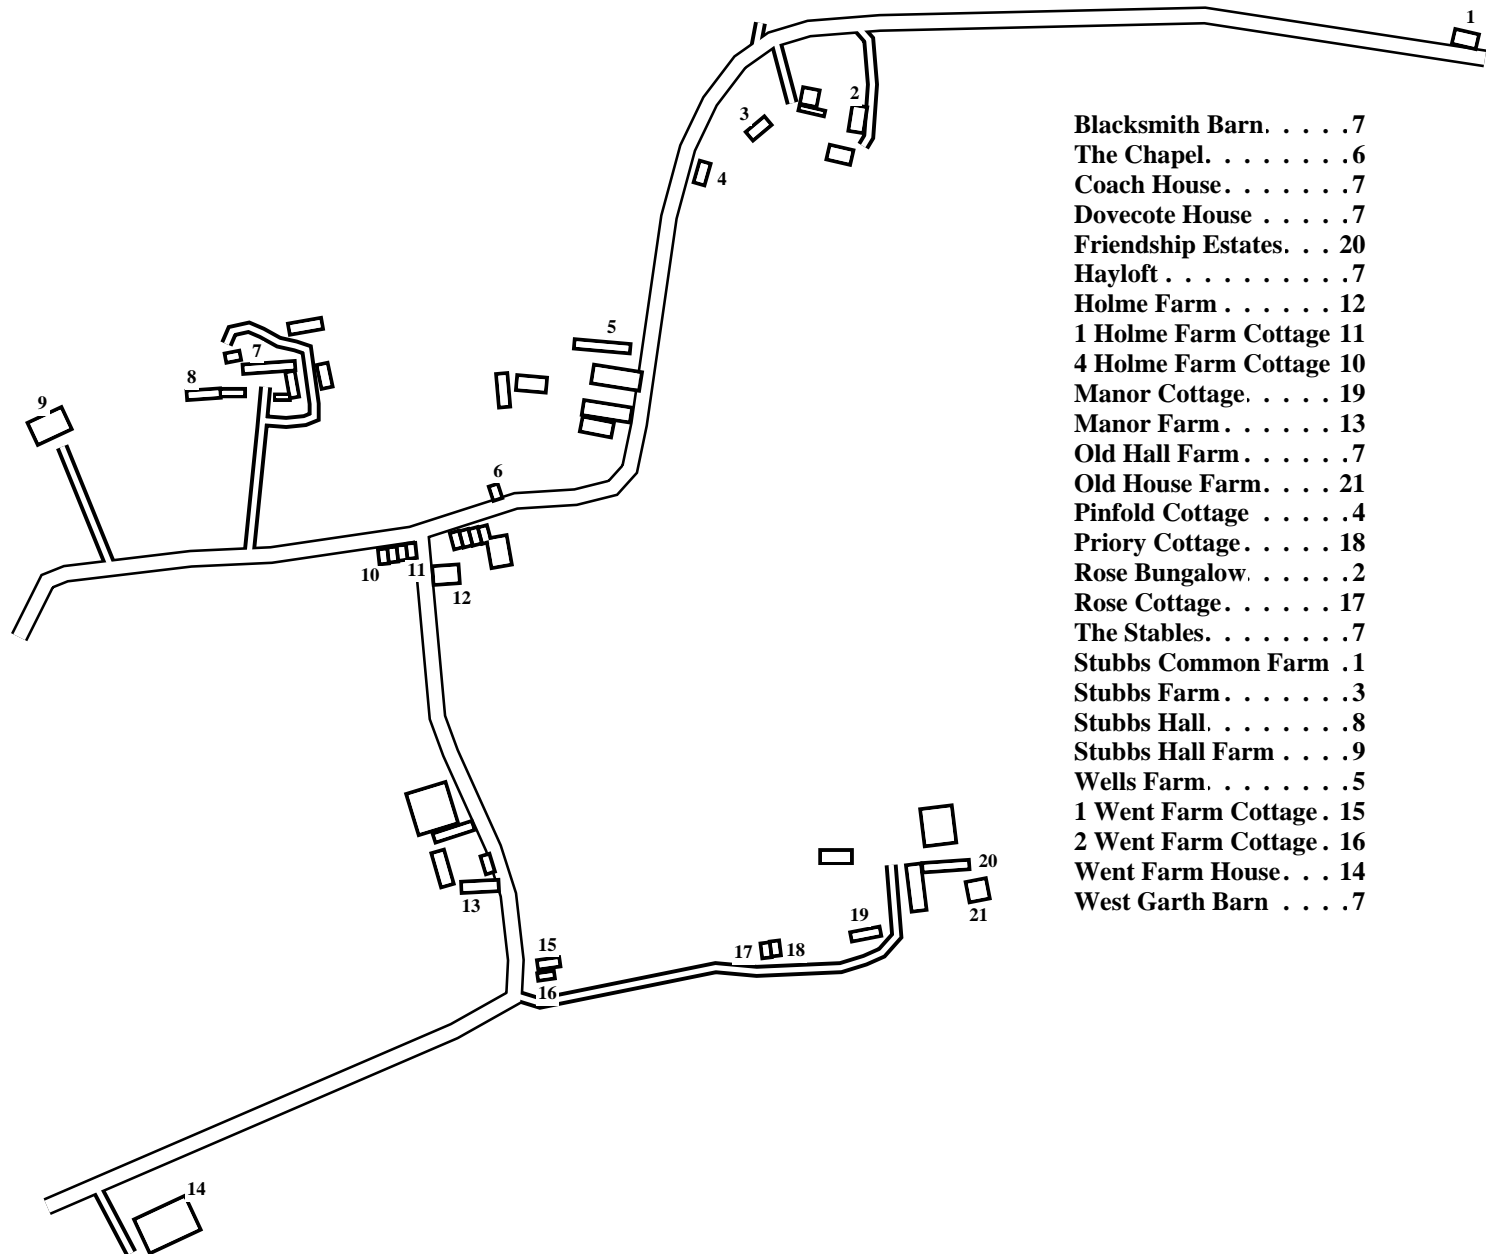 1
2
3
4
5
6
7
8
9
10
11
12
13
14
15
16
17
18
19
20
21
Blacksmith Barn. . . . . 7
The Chapel. . . . . . . . 6
Coach House . . . . . . 7
Dovecote House . . . . . 7
Friendship Estates. . . 20
Hayloft . . . . . . . . . . 7
Holme Farm . . . . . . 12
1 Holme Farm Cottage 11
4 Holme Farm Cottage 10
Manor Cottage. . . . . 19
Manor Farm . . . . . . 13
Old Hall Farm . . . . . . 7
Old House Farm. . . . 21
Pinfold Cottage . . . . . 4
Priory Cottage . . . . . 18
Rose Bungalow. . . . . . 2
Rose Cottage . . . . . . 17
The Stables. . . . . . . . 7
Stubbs Common Farm . 1
Stubbs Farm . . . . . . . 3
Stubbs Hall. . . . . . . . 8
Stubbs Hall Farm . . . . 9
Wells Farm. . . . . . . . 5
1 Went Farm Cottage . 15
2 Went Farm Cottage . 16
Went Farm House. . . 14
West Garth Barn . . . . 7